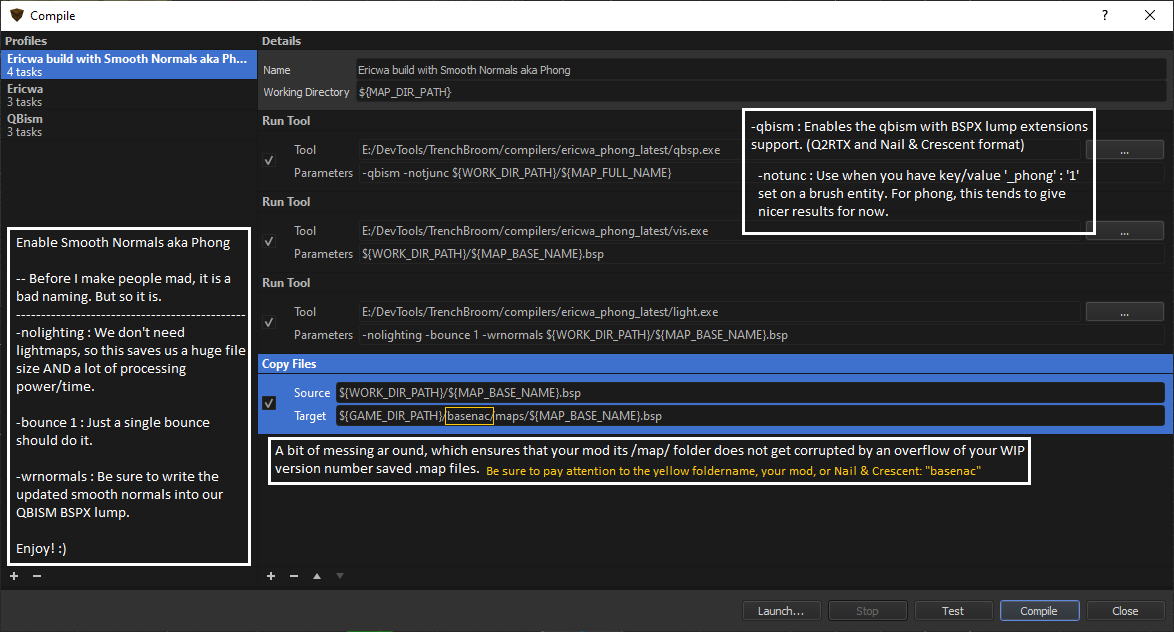 Compile
?
Profiles
Ericwa build with Smooth Normals aka Ph...
4 tasks
Ericwa
3 tasks
QBism
3 tasks
Enable Smooth Normals aka Phong
-- Before I make people mad, it is a
bad naming. But so it is.
-----------------------------------------------
-nolighting : We don't need
lightmaps, so this saves us a huge file
size AND a lot of processing
power/time.
-bounce 1 : Just a single bounce
should do it.
-wrnormals : Be sure to write the
updated smooth normals into our
QBISM BSPX lump.
Enjoy! :)
Details
Name Ericwa build with Smooth Normals aka Phong
Working Directory ${MAP_DIR_PATH}
Run Tool
Tool E:/DevTools/TrenchBroom/compilers/ericwa_phong_latest/qbsp.exe ...
Parameters -qbism -notjunc ${WORK_DIR_PATH}/${MAP_FULL_NAME}
-qbism : Enables the qbism with BSPX lump extensions
support. (Q2RTX and Nail & Crescent format)
-notunc : Use when you have key/value '_phong' : '1'
set on a brush entity. For phong, this tends to give
nicer results for now.
Run Tool
Tool E:/DevTools/TrenchBroom/compilers/ericwa_phong_latest/vis.exe ...
Parameters ${WORK_DIR_PATH}/${MAP_BASE_NAME}.bsp
Run Tool
Tool E:/DevTools/TrenchBroom/compilers/ericwa_phong_latest/light.exe ...
Parameters -nolighting -bounce 1 -wrnormals ${WORK_DIR_PATH}/${MAP_BASE_NAME}.bsp
Copy Files
Source ${WORK_DIR_PATH}/${MAP_BASE_NAME}.bsp
Target ${GAME_DIR_PATH}/basenac/maps/${MAP_BASE_NAME}.bsp
A bit of messing ar ound, which ensures that your mod its /map/ folder does not get corrupted by an overflow of your WIP
version number saved .map files. Be sure to pay attention to the yellow foldername, your mod, or Nail & Crescent: "basenac"
Launch... Stop Test Compile Close